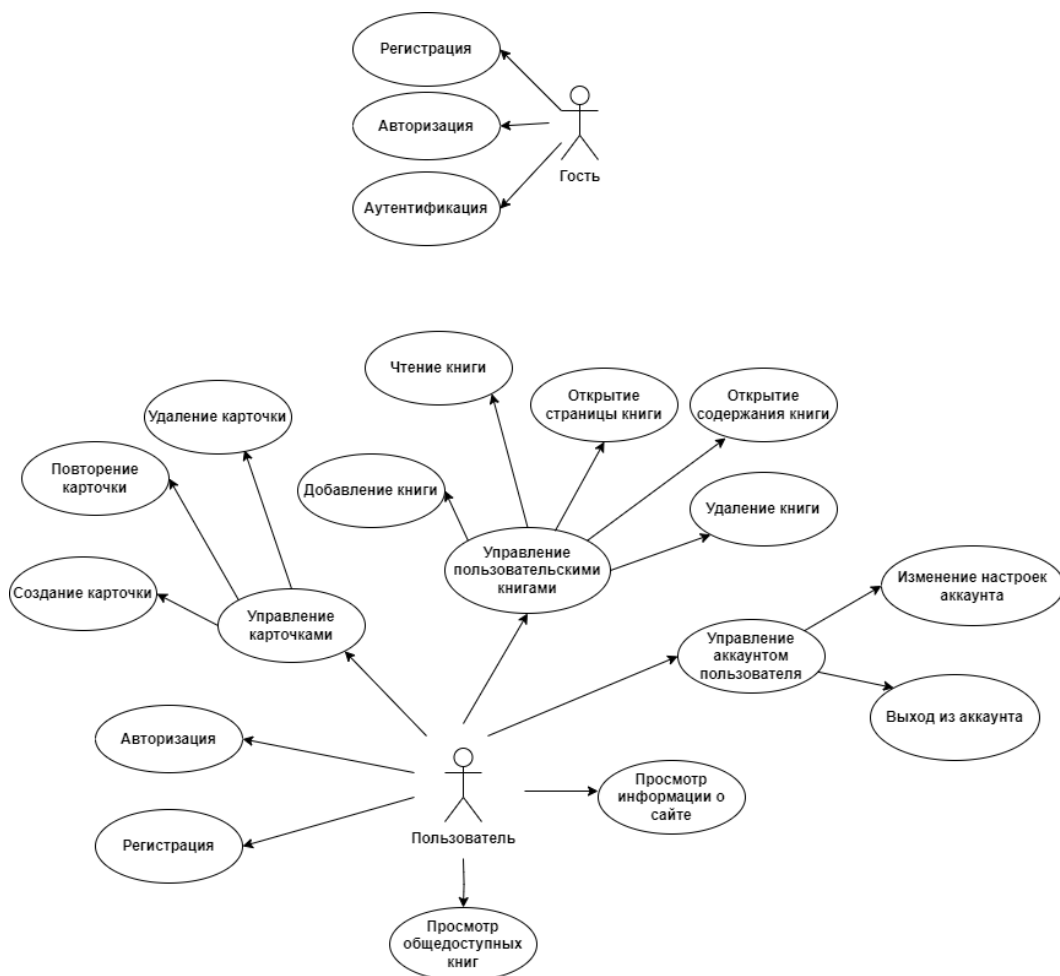 Регистрация
Авторизация
Гость
Аутентификация
Чтение книги
Открытие
страницы книги
Открытие
содержания книги
Удаление карточки
Повторение
карточки
Добавление книги
Удаление книги
Управление
пользовательскими
книгами
Создание карточки
Управление
карточками
Изменение настроек
аккаунта
Управление
аккаунтом
пользователя
Выход из аккаунта
Авторизация
Просмотр
информации о
сайте
Пользователь
Регистрация
Просмотр
общедоступных
книг